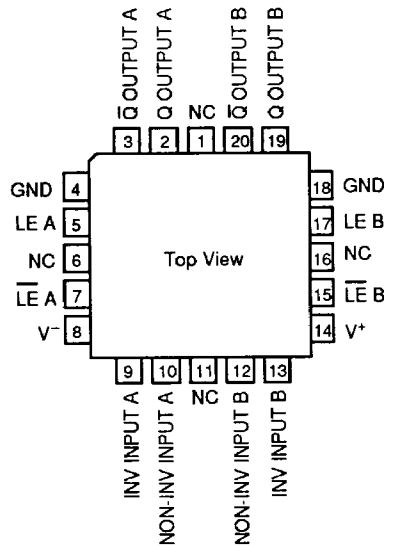 IQ OUTPUT A
Q OUTPUT A
NC
IQ OUTPUT B
Q OUTPUT B
3 2 1 20 19
GND 4
18 GND
LE A 5
17 LE B
NC 6
16 NC
Top View
L̅E̅ A 7
15 L̅E̅ B
V⁻ 8
14 V⁺
9 10 11 12 13
INV INPUT A
NON-INV INPUT A
NC
NON-INV INPUT B
INV INPUT B